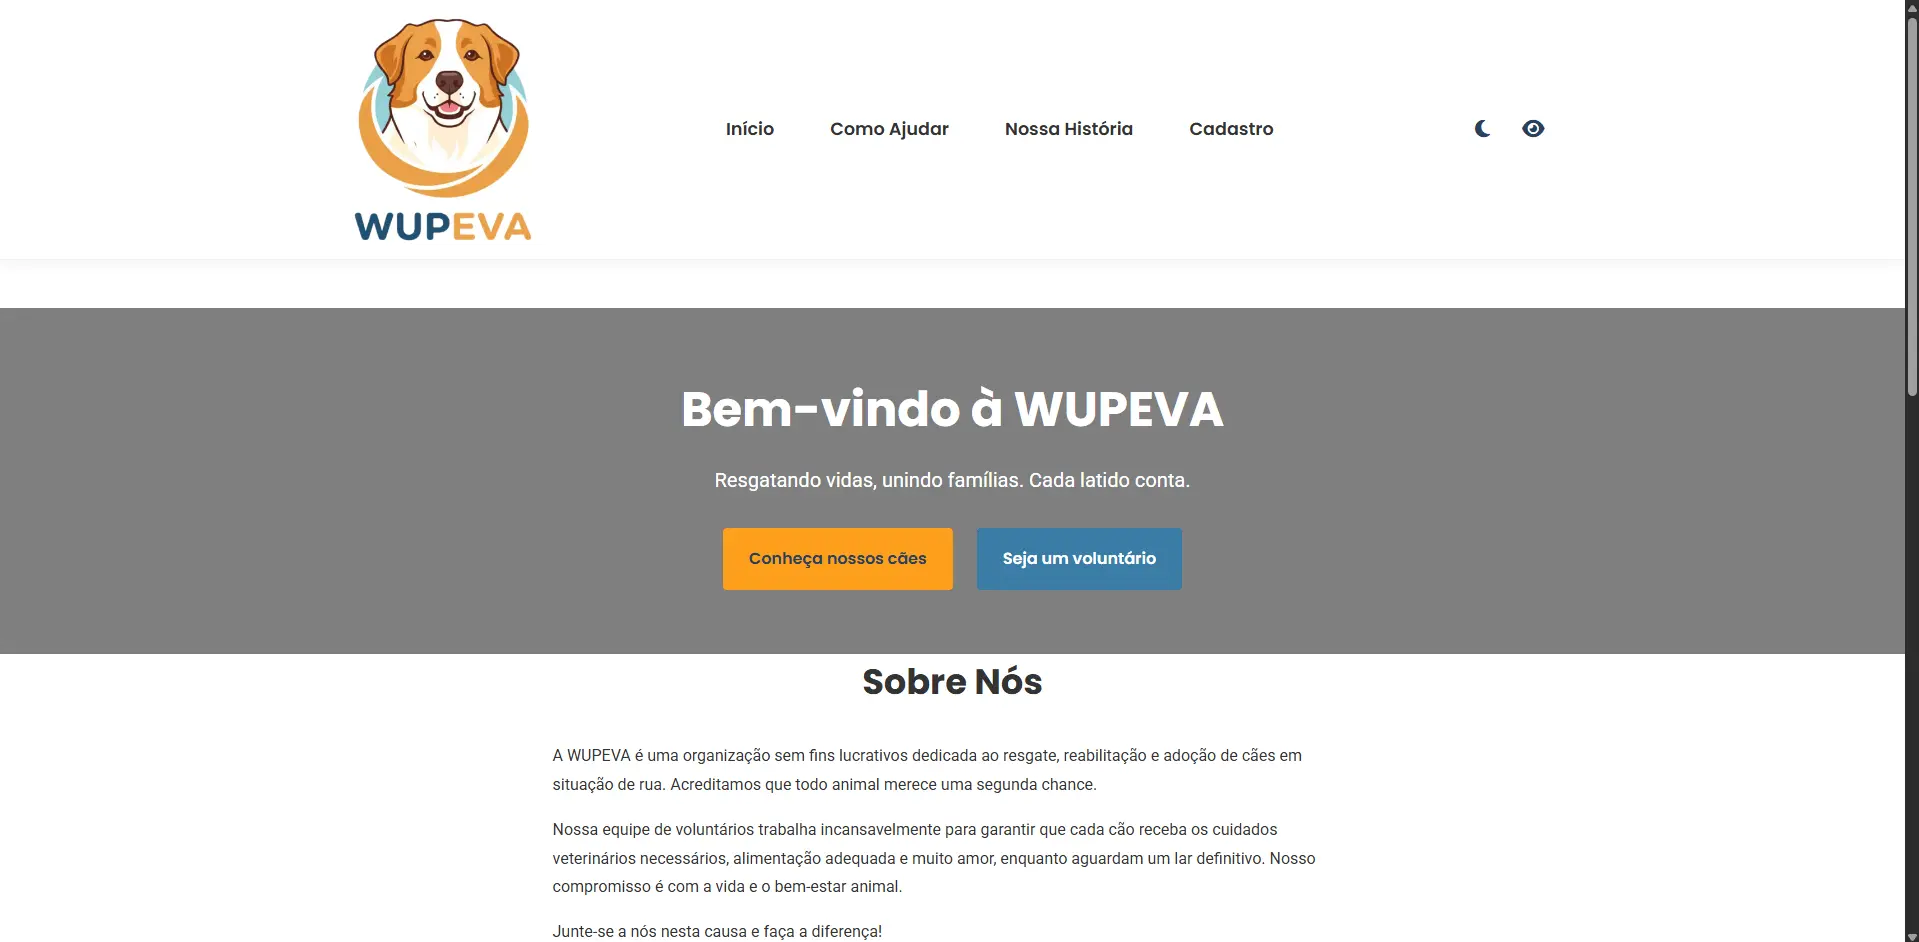 WUPEVA
Início
Como Ajudar
Nossa História
Cadastro
Bem-vindo à WUPEVA
Resgatando vidas, unindo famílias. Cada latido conta.
Conheça nossos cães
Seja um voluntário
Sobre Nós
A WUPEVA é uma organização sem fins lucrativos dedicada ao resgate, reabilitação e adoção de cães em
situação de rua. Acreditamos que todo animal merece uma segunda chance.
Nossa equipe de voluntários trabalha incansavelmente para garantir que cada cão receba os cuidados
veterinários necessários, alimentação adequada e muito amor, enquanto aguardam um lar definitivo. Nosso
compromisso é com a vida e o bem-estar animal.
Junte-se a nós nesta causa e faça a diferença!